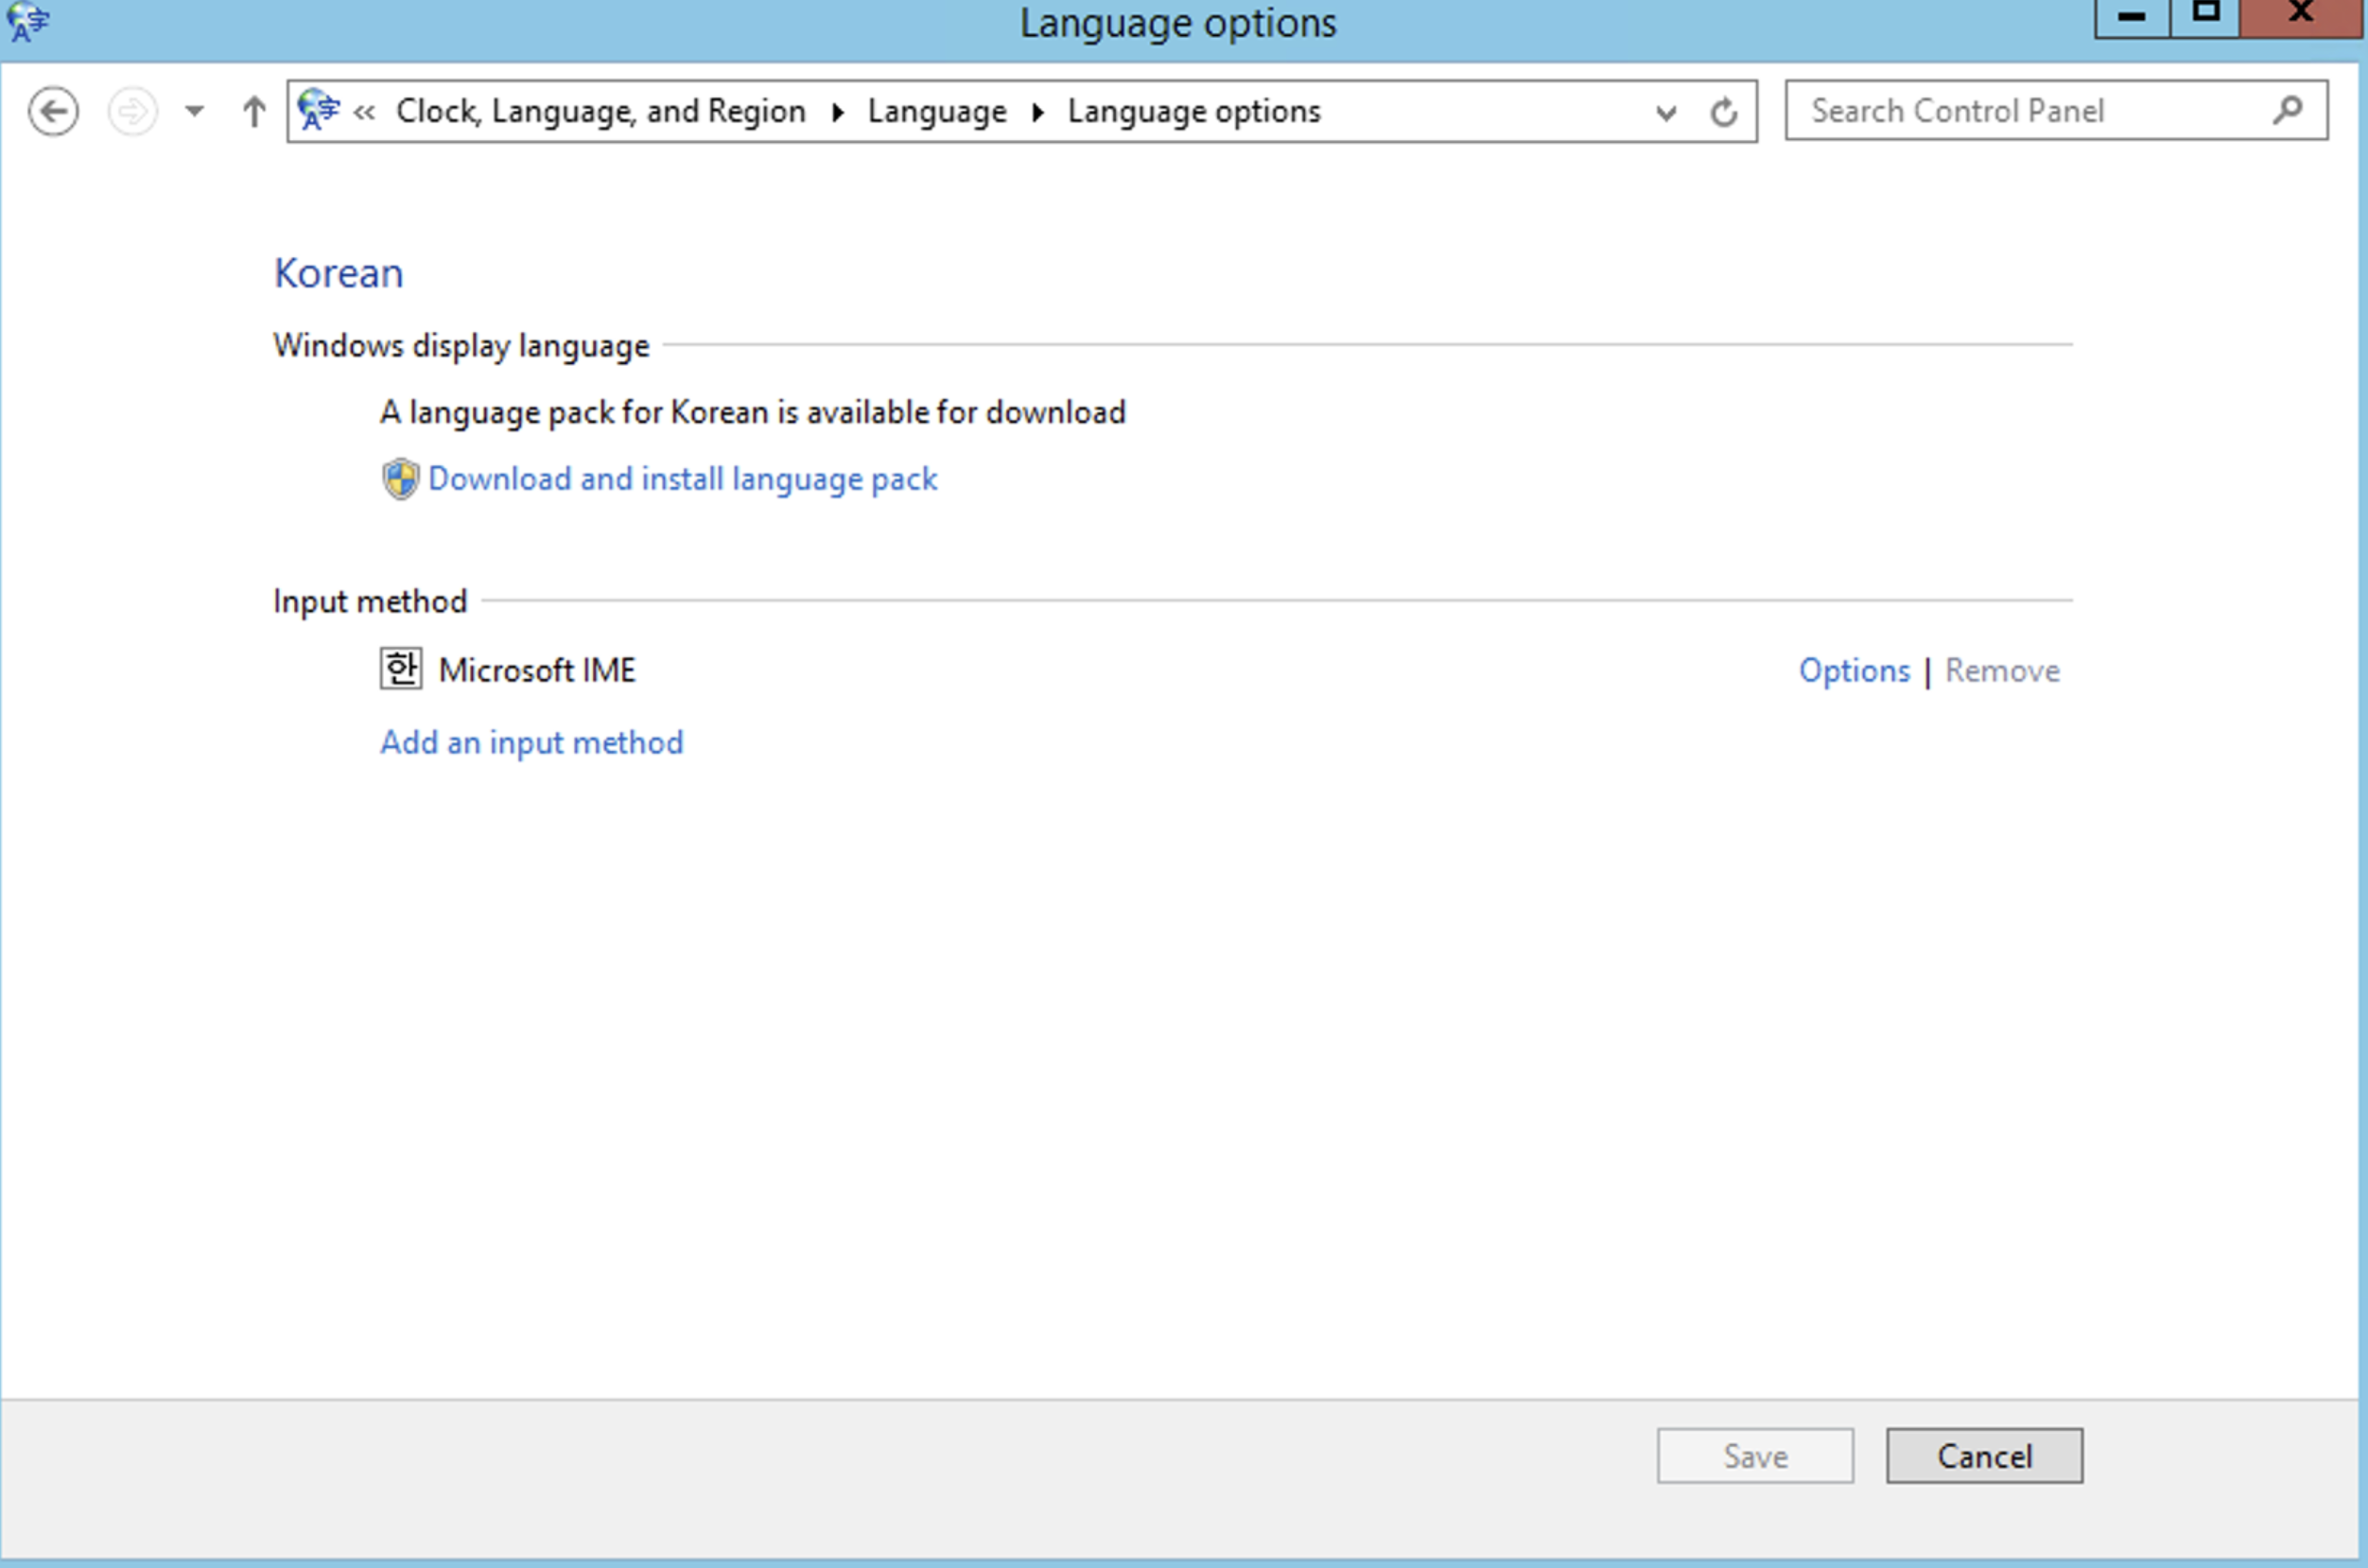 Language options
« Clock, Language, and Region ▸ Language ▸ Language options
Search Control Panel
Korean
Windows display language
A language pack for Korean is available for download
Download and install language pack
Input method
한 Microsoft IME Options | Remove
Add an input method
Save Cancel